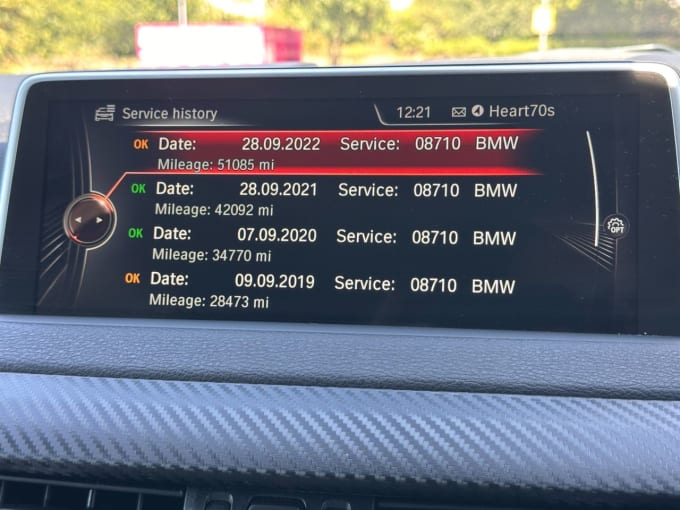 Service history 12:21 Heart70s
OK Date: 28.09.2022 Service: 08710 BMW
Mileage: 51085 mi
OK Date: 28.09.2021 Service: 08710 BMW
Mileage: 42092 mi
OK Date: 07.09.2020 Service: 08710 BMW
Mileage: 34770 mi
OK Date: 09.09.2019 Service: 08710 BMW
Mileage: 28473 mi
OPT